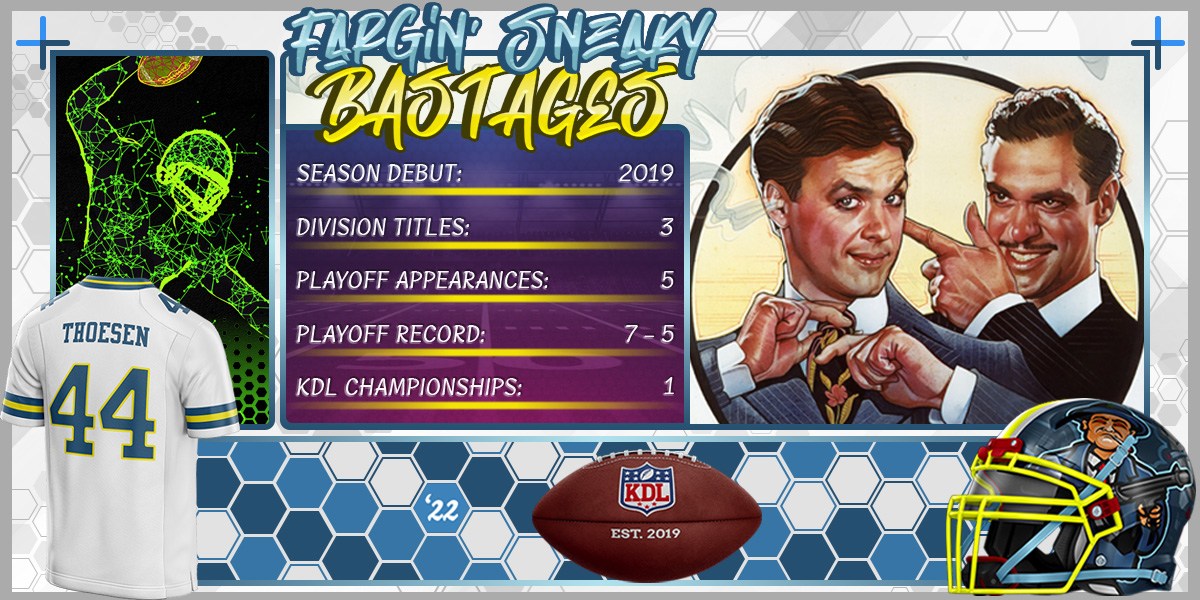 FARGIN' SNEAKY
BASTAGES
SEASON DEBUT: 2019
DIVISION TITLES: 3
PLAYOFF APPEARANCES: 5
PLAYOFF RECORD: 7 – 5
KDL CHAMPIONSHIPS: 1
THOESEN
44
'22
KDL
EST. 2019